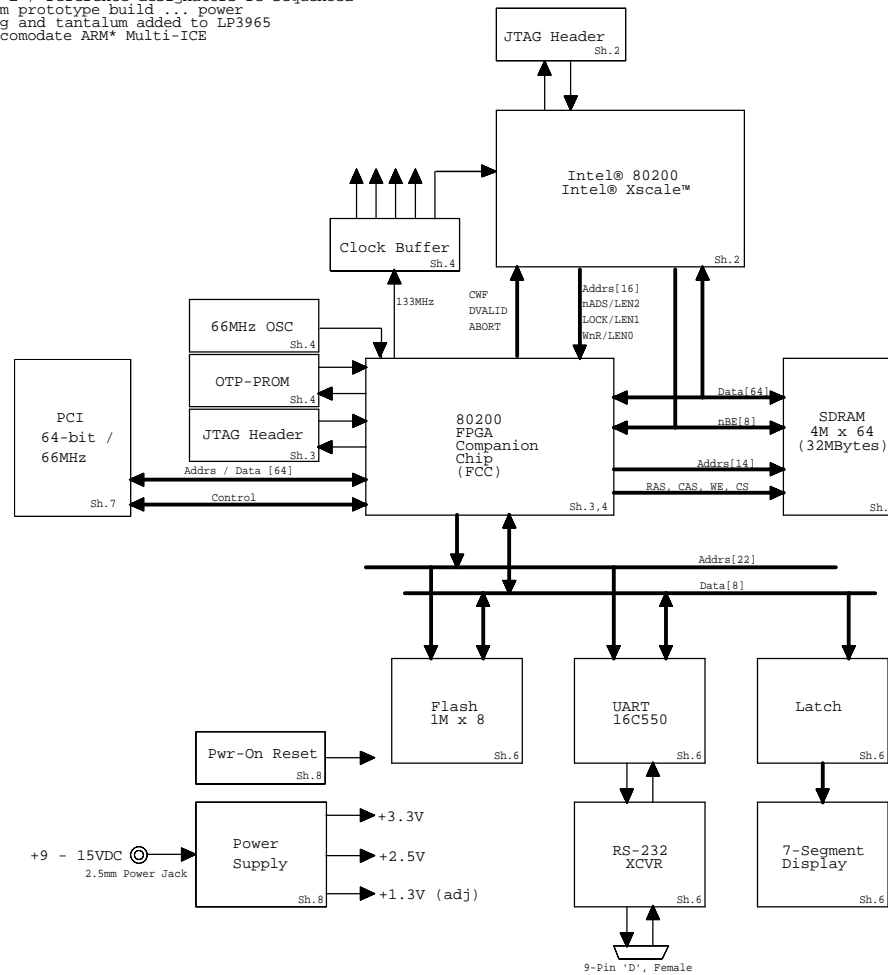 reference designators re-sequenced
m prototype build ... power
g and tantalum added to LP3965
comodate ARM* Multi-ICE
JTAG Header
Sh.2
Intel® 80200
Intel® Xscale™
Sh.2
Clock Buffer
Sh.4
133MHz
CWF
DVALID
ABORT
Addrs[16]
nADS/LEN2
LOCK/LEN1
WnR/LEN0
66MHz OSC
Sh.4
OTP-PROM
Sh.4
JTAG Header
Sh.3
PCI
64-bit /
66MHz
Sh.7
Addrs / Data [64]
Control
80200
FPGA
Companion
Chip
(FCC)
Sh.3,4
Data[64]
nBE[8]
Addrs[14]
RAS, CAS, WE, CS
SDRAM
4M x 64
(32MBytes)
Sh.
Addrs[22]
Data[8]
Flash
1M x 8
Sh.6
UART
16C550
Sh.6
Latch
Sh.6
Pwr-On Reset
Sh.8
Power
Supply
Sh.8
+3.3V
+2.5V
+1.3V (adj)
+9 - 15VDC
2.5mm Power Jack
RS-232
XCVR
Sh.6
7-Segment
Display
Sh.6
9-Pin 'D', Female